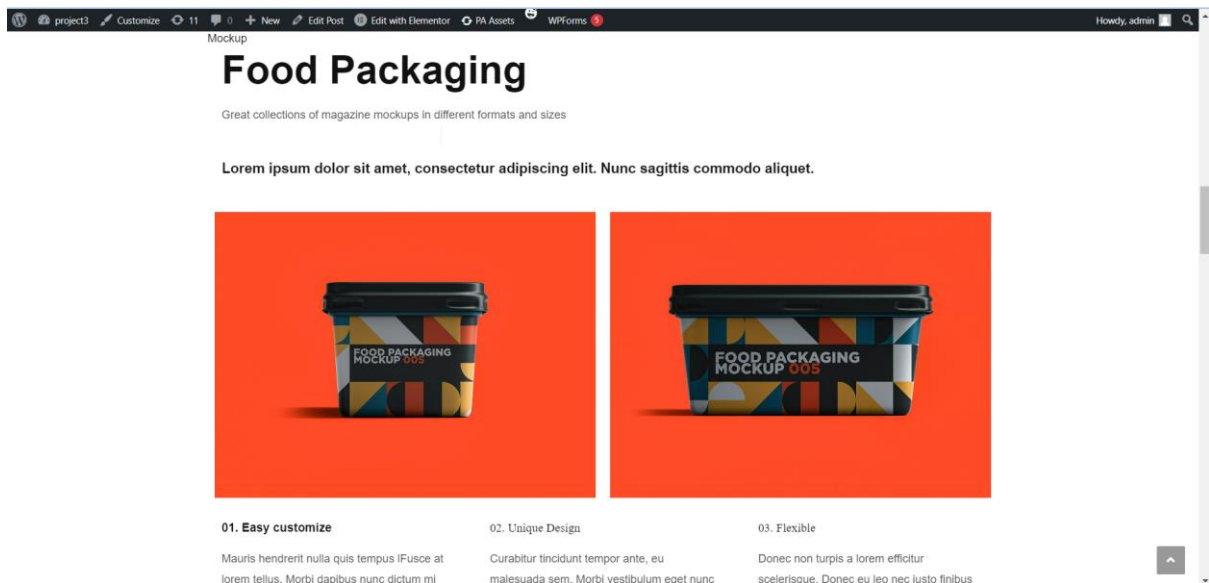 project3 Customize 11 0 + New Edit Post Edit with Elementor PA Assets WPForms 5 Howdy, admin
Mockup
Food Packaging
Great collections of magazine mockups in different formats and sizes
Lorem ipsum dolor sit amet, consectetur adipiscing elit. Nunc sagittis commodo aliquet.
FOOD PACKAGING
MOCKUP 005
FOOD PACKAGING
MOCKUP 005
01. Easy customize
Mauris hendrerit nulla quis tempus lFusce at
lorem tellus. Morbi dapibus nunc dictum mi
02. Unique Design
Curabitur tincidunt tempor ante, eu
malesuada sem. Morbi vestibulum eget nunc
03. Flexible
Donec non turpis a lorem efficitur
scelerisque. Donec eu leo nec justo finibus